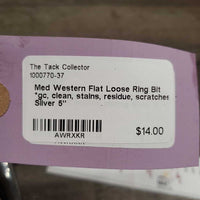 The Tack Collector
1000770-37
Med Western Flat Loose Ring Bit
*gc, clean, stains, residue, scratches
Silver 5"
AWRXKR
$14.00